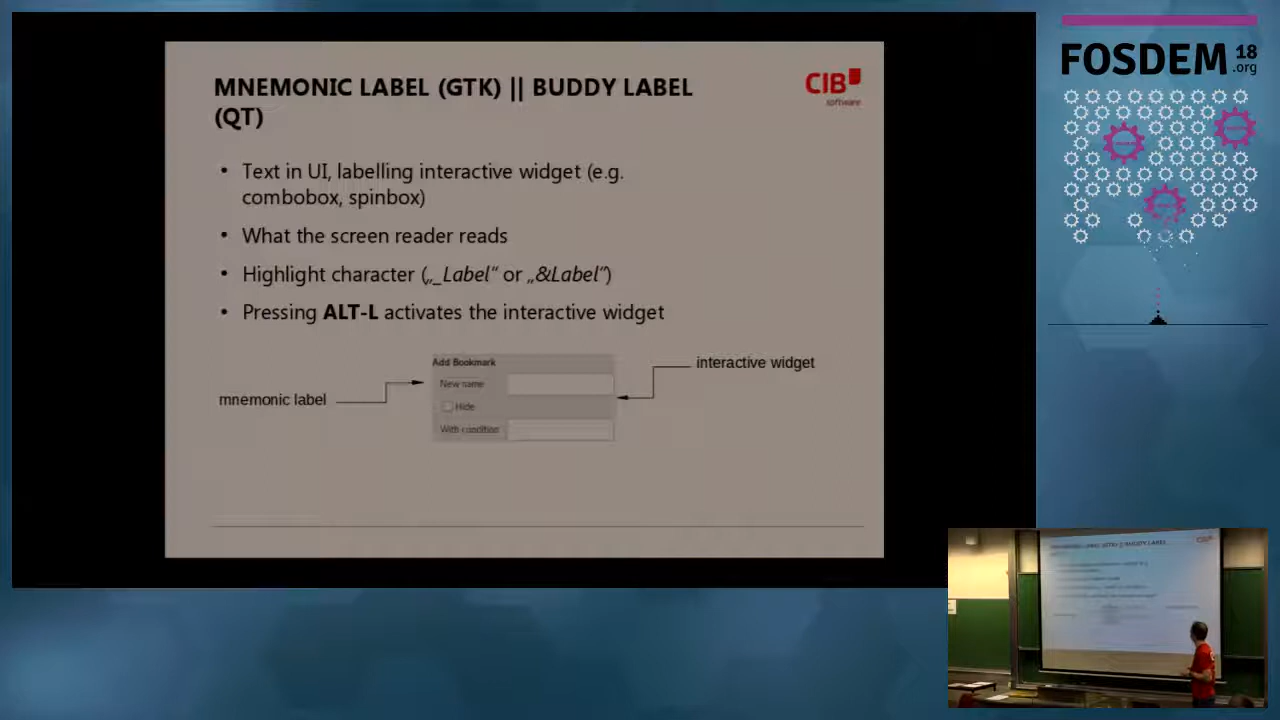 MNEMONIC LABEL (GTK) || BUDDY LABEL
(QT)
CIB
software
• Text in UI, labelling interactive widget (e.g.
combobox, spinbox)
• What the screen reader reads
• Highlight character („_Label“ or „&Label“)
• Pressing ALT-L activates the interactive widget
mnemonic label
Add Bookmark
New name
Hide
With condition
interactive widget
FOSDEM 18
.org